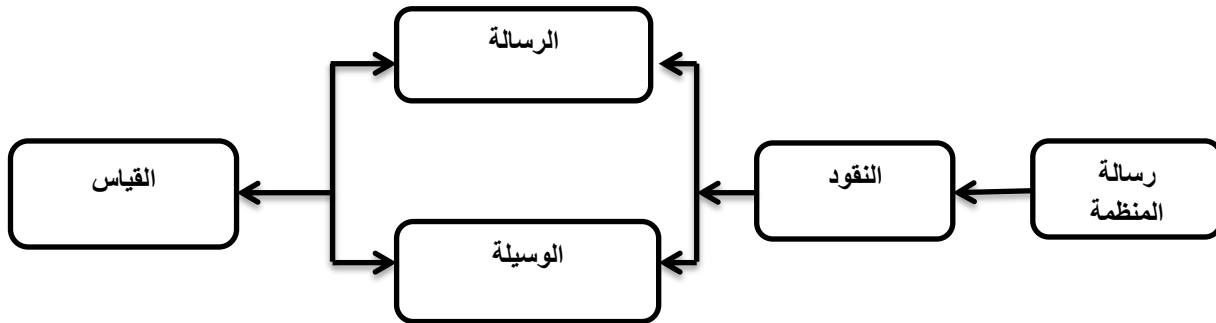 رسالة
المنظمة
النقود
الرسالة
الوسيلة
القياس